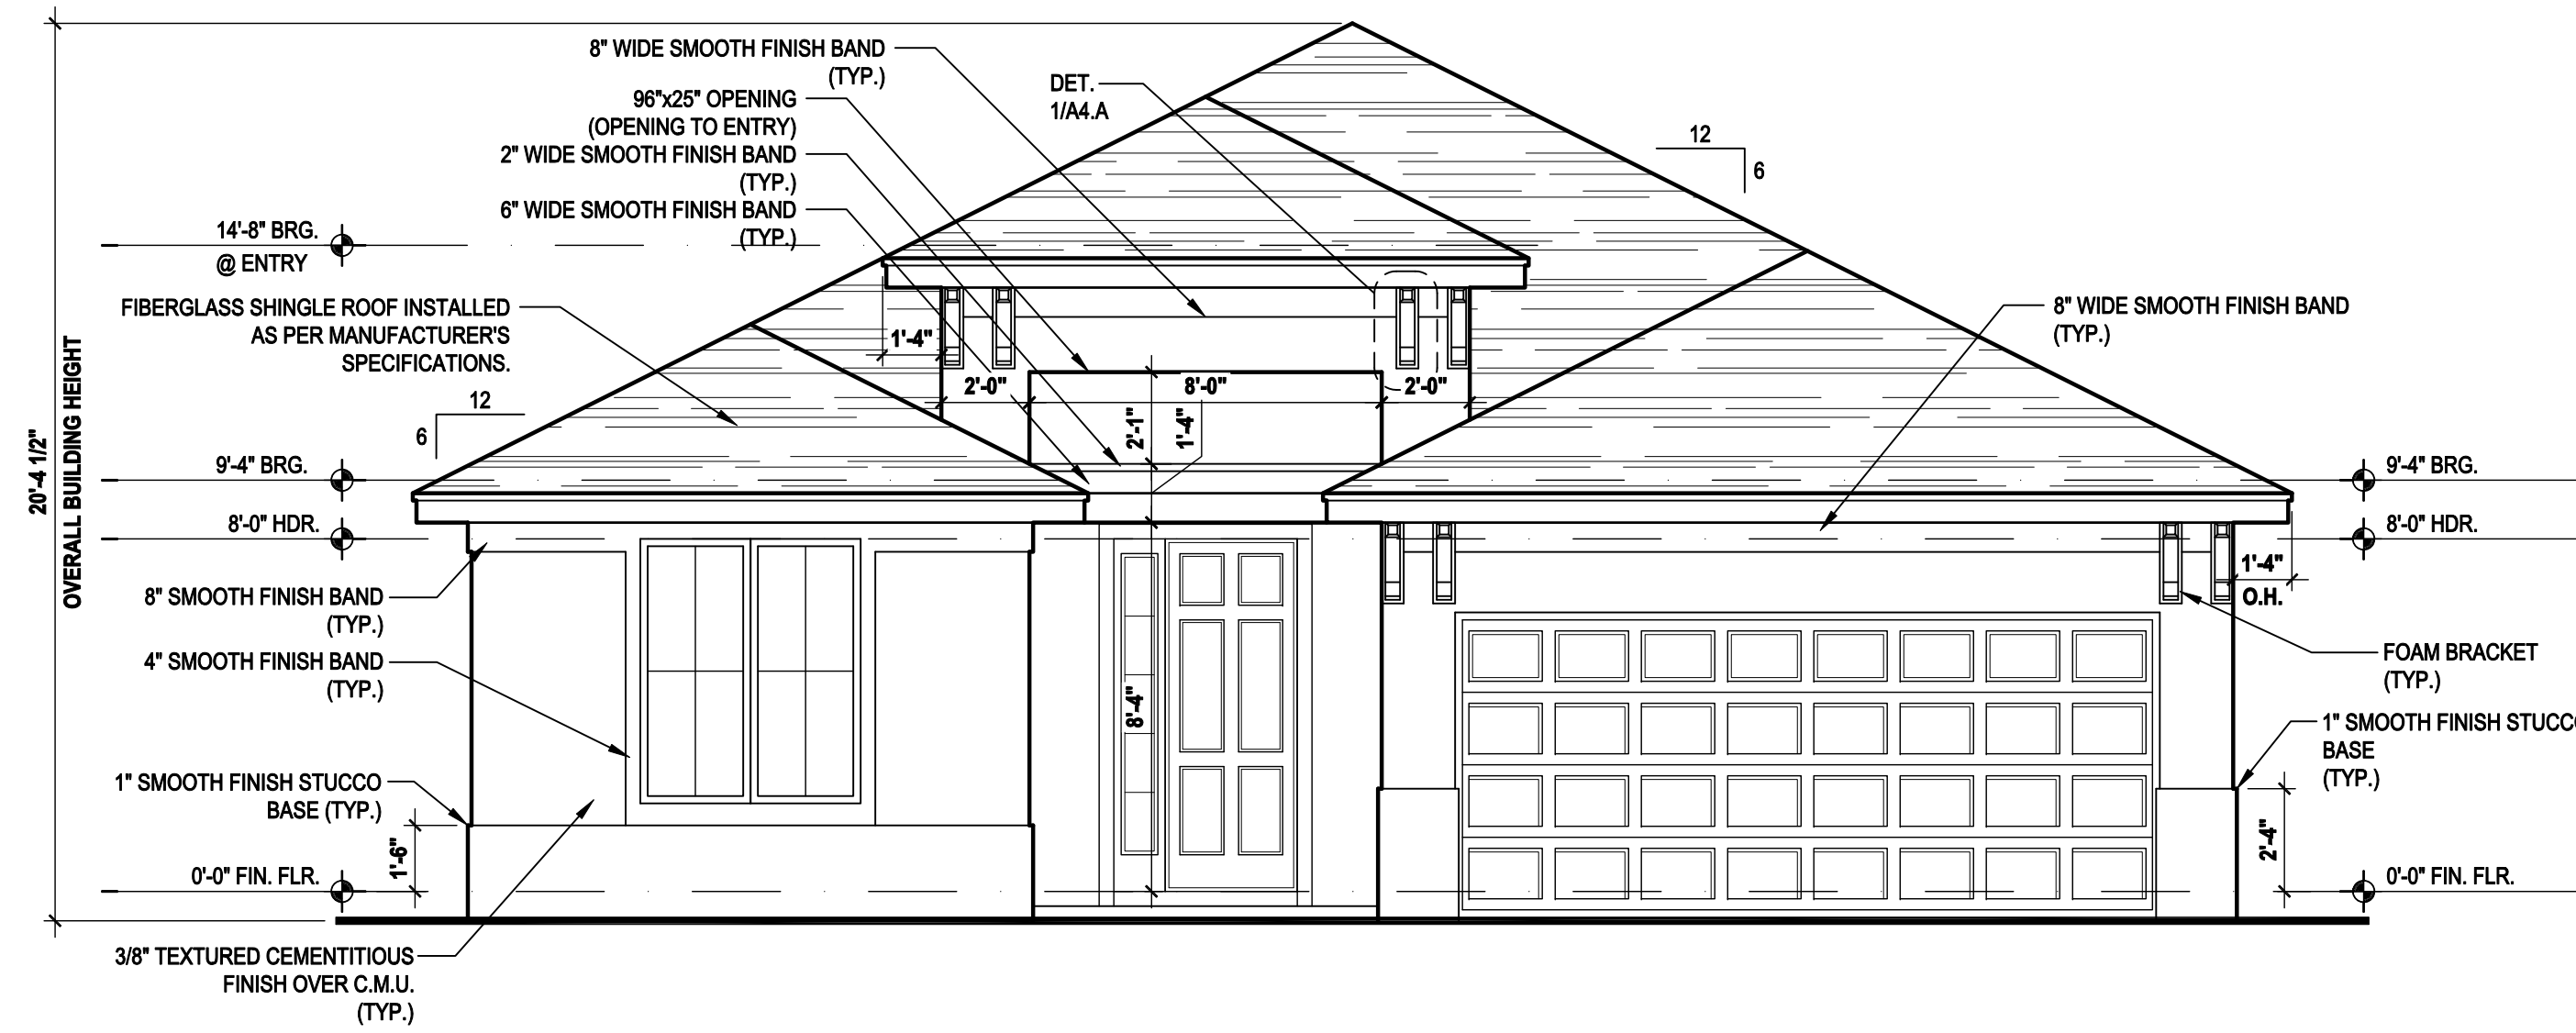 8" WIDE SMOOTH FINISH BAND
(TYP.)
DET.
1/A4.A
96"x25" OPENING
(OPENING TO ENTRY)
2" WIDE SMOOTH FINISH BAND
(TYP.)
6" WIDE SMOOTH FINISH BAND
(TYP.)
12
6
14'-8" BRG.
@ ENTRY
FIBERGLASS SHINGLE ROOF INSTALLED
AS PER MANUFACTURER'S
SPECIFICATIONS.
8" WIDE SMOOTH FINISH BAND
(TYP.)
1'-4"
2'-0"
8'-0"
2'-0"
12
6
2'-1"
1'-4"
20'-4 1/2"
OVERALL BUILDING HEIGHT
9'-4" BRG.
9'-4" BRG.
8'-0" HDR.
8'-0" HDR.
1'-4"
O.H.
8" SMOOTH FINISH BAND
(TYP.)
4" SMOOTH FINISH BAND
(TYP.)
FOAM BRACKET
(TYP.)
8'-4"
1" SMOOTH FINISH STUCCO
BASE
(TYP.)
1" SMOOTH FINISH STUCCO
BASE (TYP.)
1'-6"
2'-4"
0'-0" FIN. FLR.
0'-0" FIN. FLR.
3/8" TEXTURED CEMENTITIOUS
FINISH OVER C.M.U.
(TYP.)